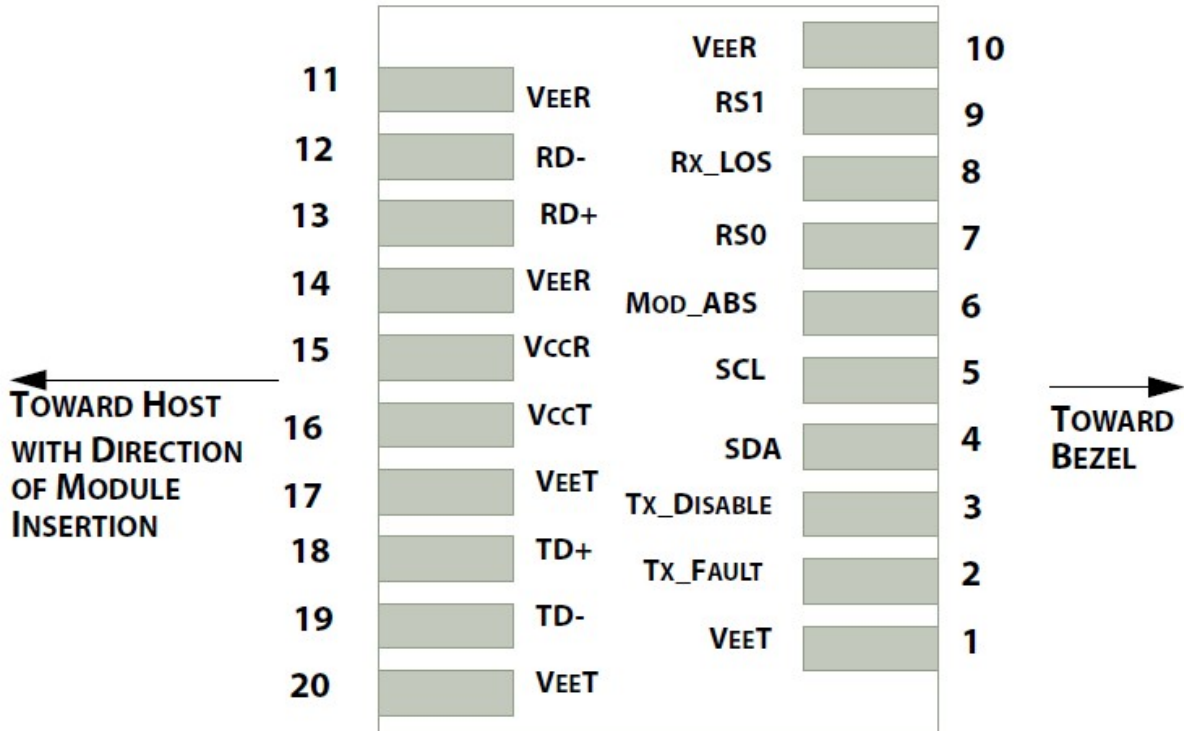 VEER
10
11
VEER
RS1
9
12
RD-
RX_LOS
8
13
RD+
RS0
7
14
VEER
MOD_ABS
6
15
VCCR
SCL
5
TOWARD HOST
WITH DIRECTION
OF MODULE
INSERTION
16
VCCT
SDA
4
TOWARD
BEZEL
17
VEET
TX_DISABLE
3
18
TD+
TX_FAULT
2
19
TD-
VEET
1
20
VEET